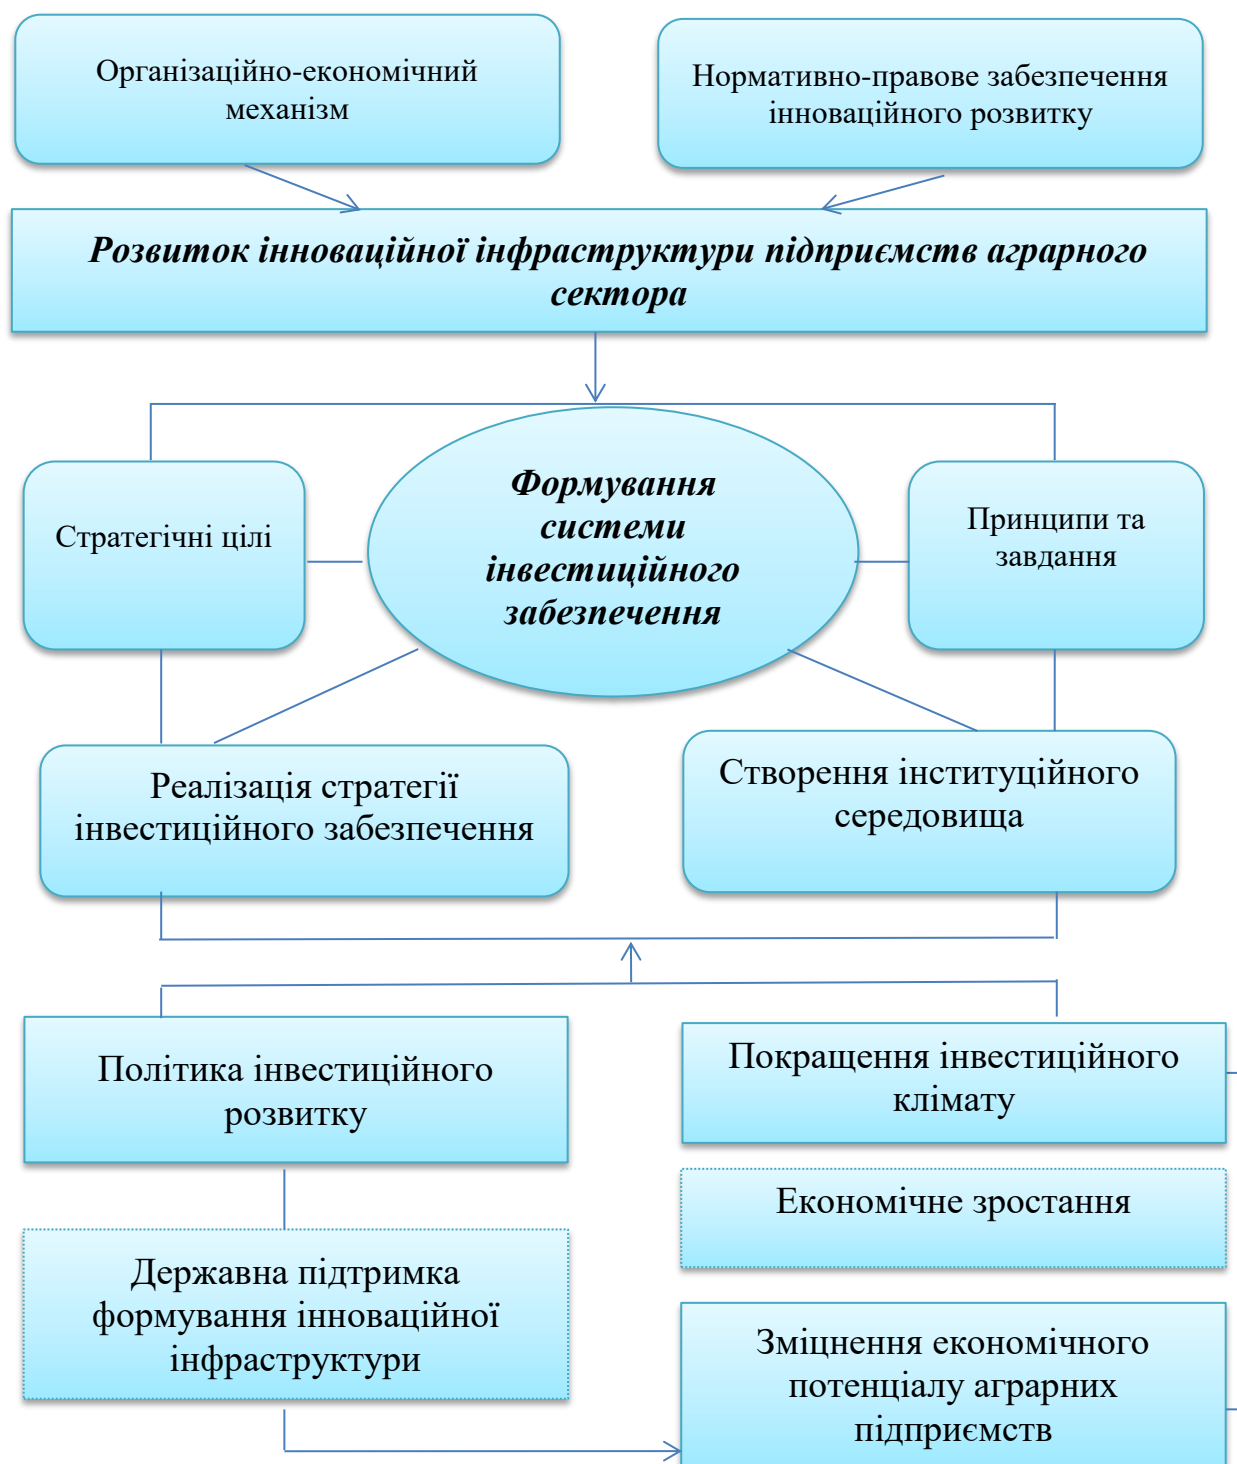 Організаційно-економічний
механізм
Нормативно-правове забезпечення
інноваційного розвитку
Розвиток інноваційної інфраструктури підприємств аграрного
сектора
Формування
системи
інвестиційного
забезпечення
Стратегічні цілі
Принципи та
завдання
Реалізація стратегії
інвестиційного забезпечення
Створення інституційного
середовища
Політика інвестиційного
розвитку
Покращення інвестиційного
клімату
Економічне зростання
Державна підтримка
формування інноваційної
інфраструктури
Зміцнення економічного
потенціалу аграрних
підприємств